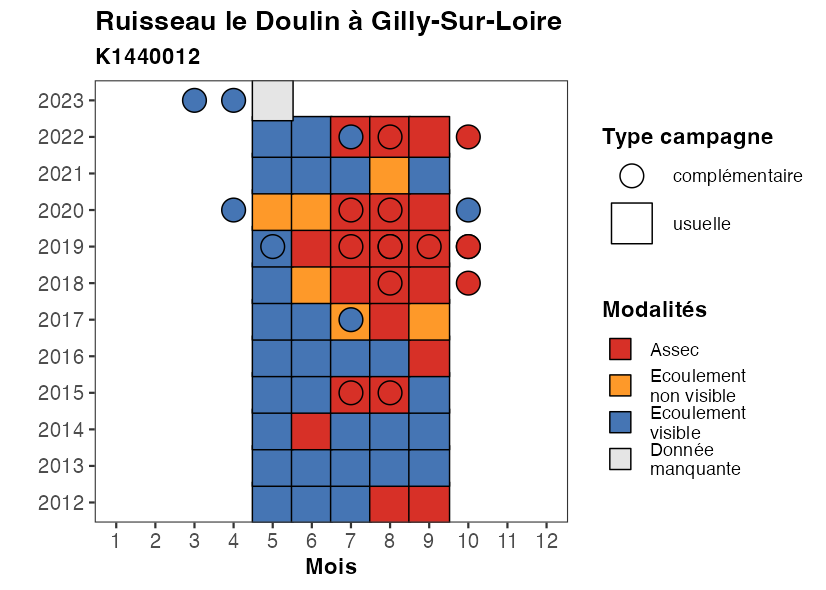 Ruisseau le Doulin à Gilly-Sur-Loire
K1440012
2023
2022
2021
2020
2019
2018
2017
2016
2015
2014
2013
2012
1 2 3 4 5 6 7 8 9 10 11 12
Mois
Type campagne
complémentaire
usuelle
Modalités
Assec
Ecoulement
non visible
Ecoulement
visible
Donnée
manquante